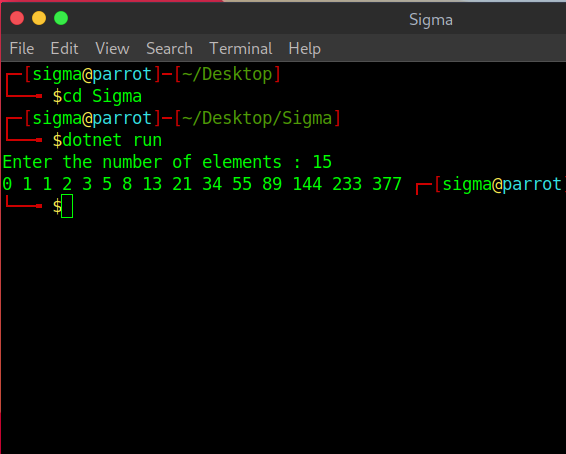 Sigma
File Edit View Search Terminal Help
┌─[sigma@parrot]─[~/Desktop]
└──╼ $cd Sigma
┌─[sigma@parrot]─[~/Desktop/Sigma]
└──╼ $dotnet run
Enter the number of elements : 15
0 1 1 2 3 5 8 13 21 34 55 89 144 233 377 ┌─[sigma@parrot
└──╼ $